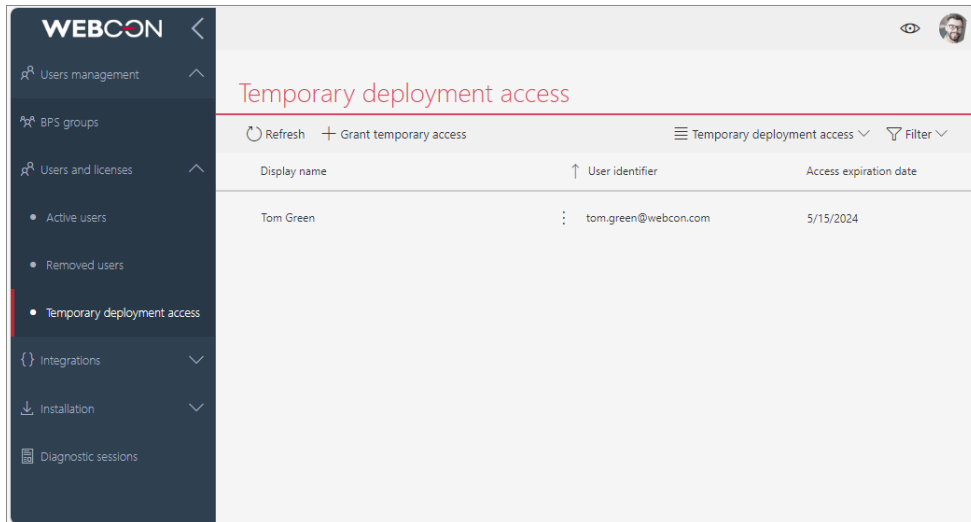 WEBCON
Users management
BPS groups
Users and licenses
Active users
Removed users
Temporary deployment access
Integrations
Installation
Diagnostic sessions
Temporary deployment access
Refresh Grant temporary access Temporary deployment access Filter
Display name User identifier Access expiration date
Tom Green tom.green@webcon.com 5/15/2024